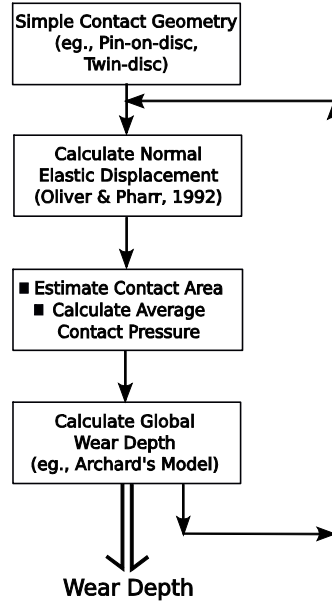 Simple Contact Geometry
(eg., Pin-on-disc,
Twin-disc)
Calculate Normal
Elastic Displacement
(Oliver & Pharr, 1992)
■ Estimate Contact Area
■ Calculate Average
Contact Pressure
Calculate Global
Wear Depth
(eg., Archard's Model)
Wear Depth